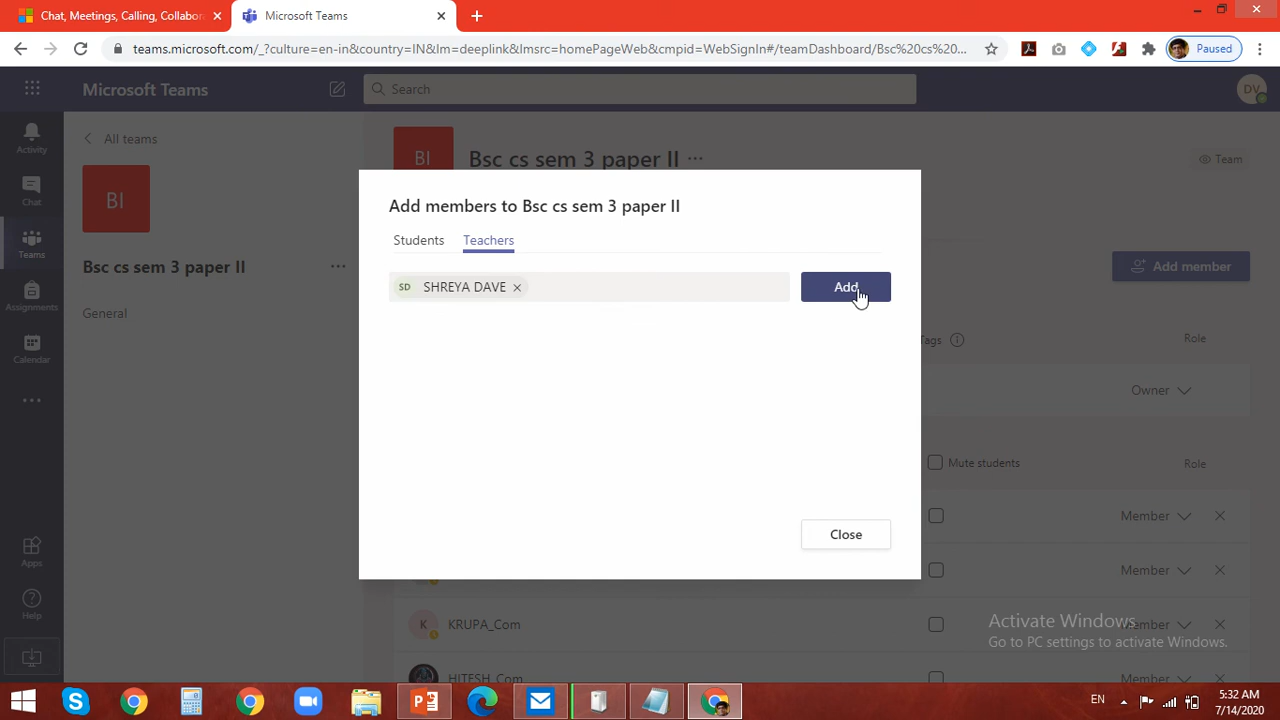 Chat, Meetings, Calling, Collabora
Microsoft Teams
teams.microsoft.com/_?culture=en-in&country=IN&lm=deeplink&lmsrc=homePageWeb&cmpid=WebSignIn#/teamDashboard/Bsc%20cs%20...
Paused
Microsoft Teams
Search
DV
Activity
Chat
Teams
Assignments
Calendar
Apps
Help
All teams
BI
Bsc cs sem 3 paper II
General
BI
Bsc cs sem 3 paper II
Team
Add member
Add members to Bsc cs sem 3 paper II
Students
Teachers
SD SHREYA DAVE
Add
Close
Tags
Role
Owner
Mute students
Role
Member
Member
K KRUPA_Com
Member
HITESH_Com
Member
Activate Windows
Go to PC settings to activate Windows.
EN
5:32 AM
7/14/2020